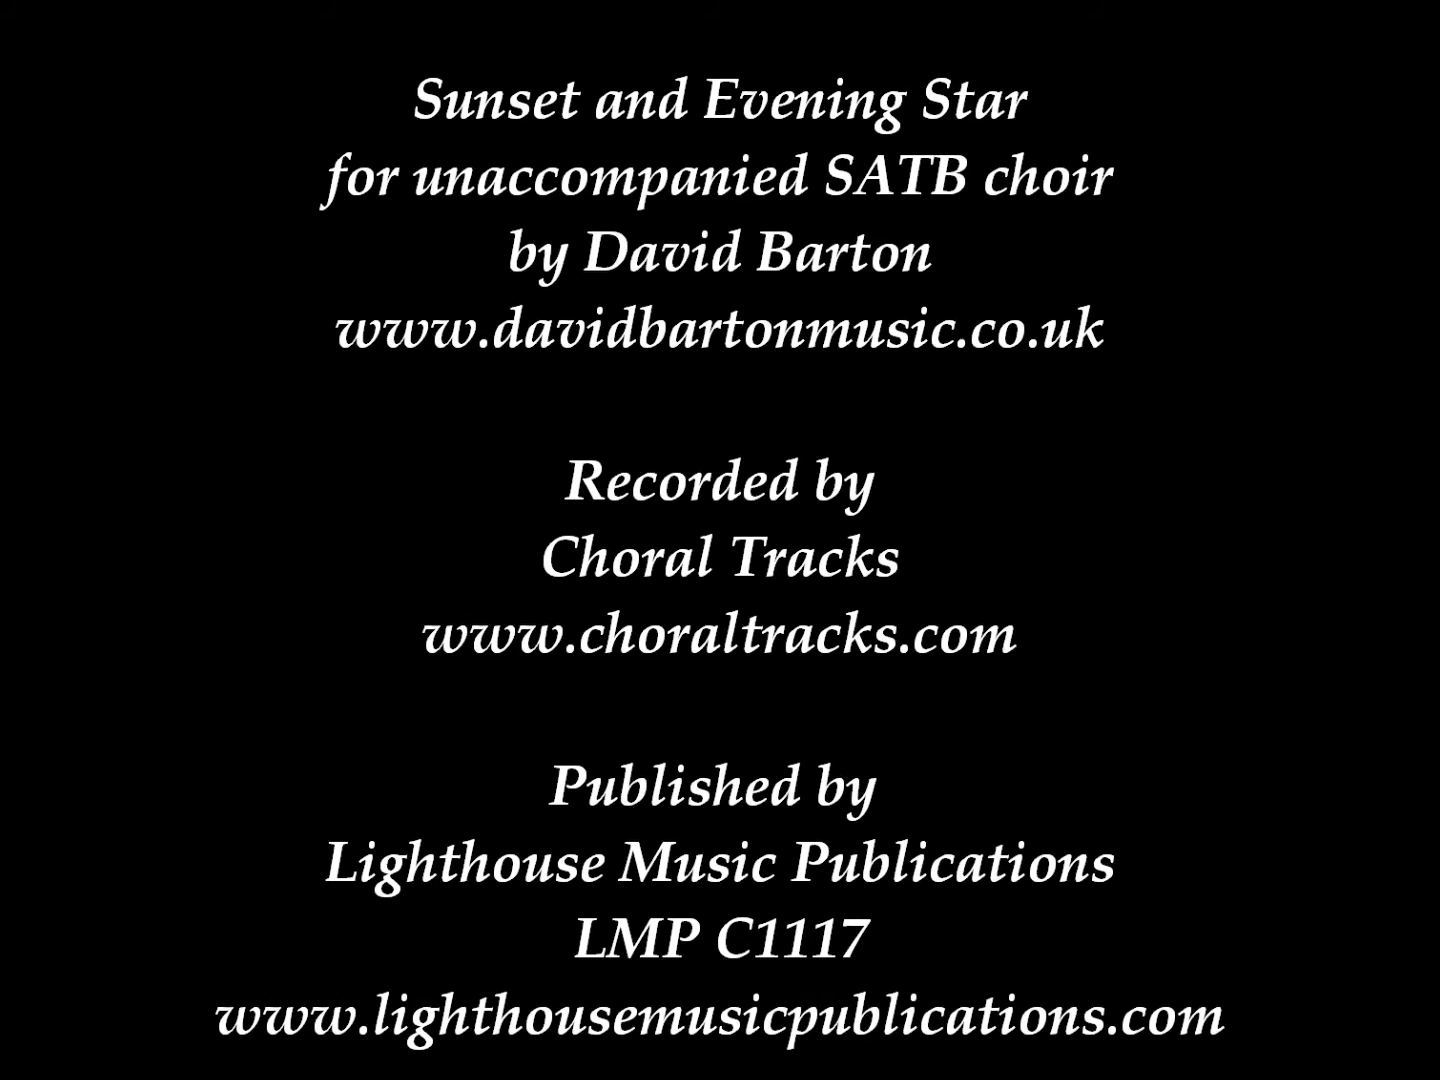 Sunset and Evening Star
for unaccompanied SATB choir
by David Barton
www.davidbartonmusic.co.uk
Recorded by
Choral Tracks
www.choraltracks.com
Published by
Lighthouse Music Publications
LMP C1117
www.lighthousemusicpublications.com